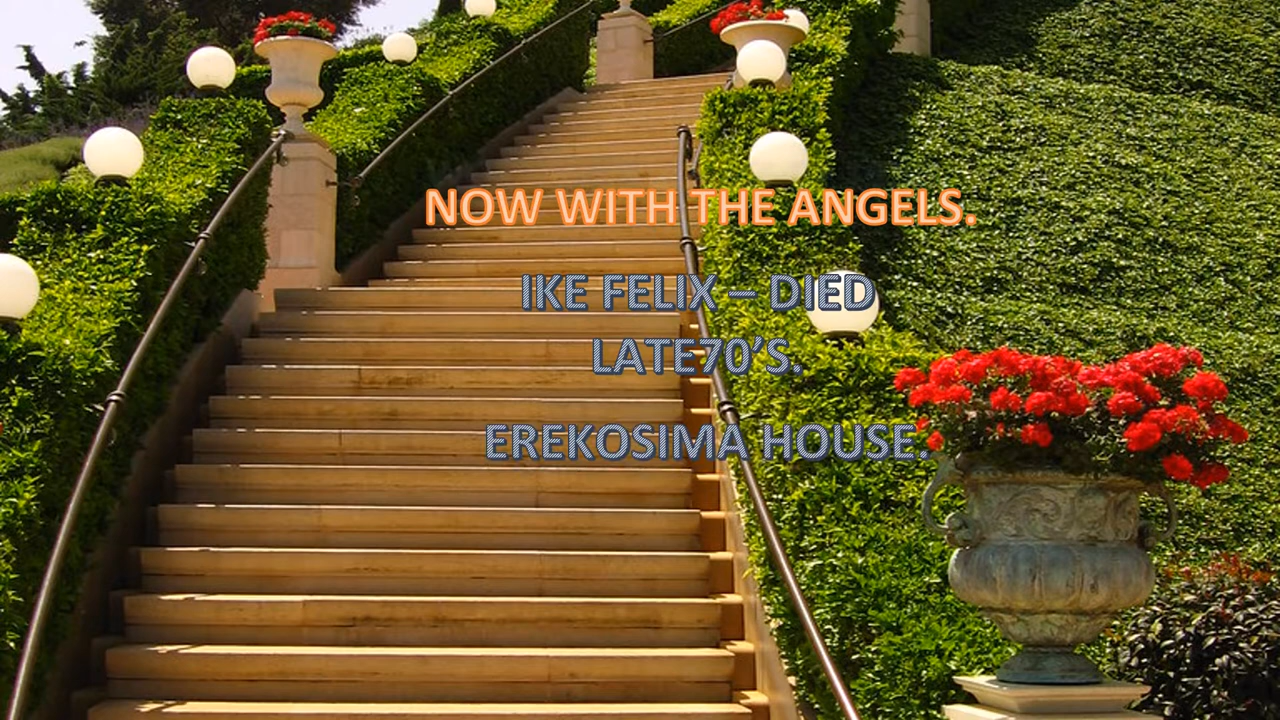 NOW WITH THE ANGELS.
IKE FELIX – DIED
LATE70’S.
EREKOSIMA HOUSE.